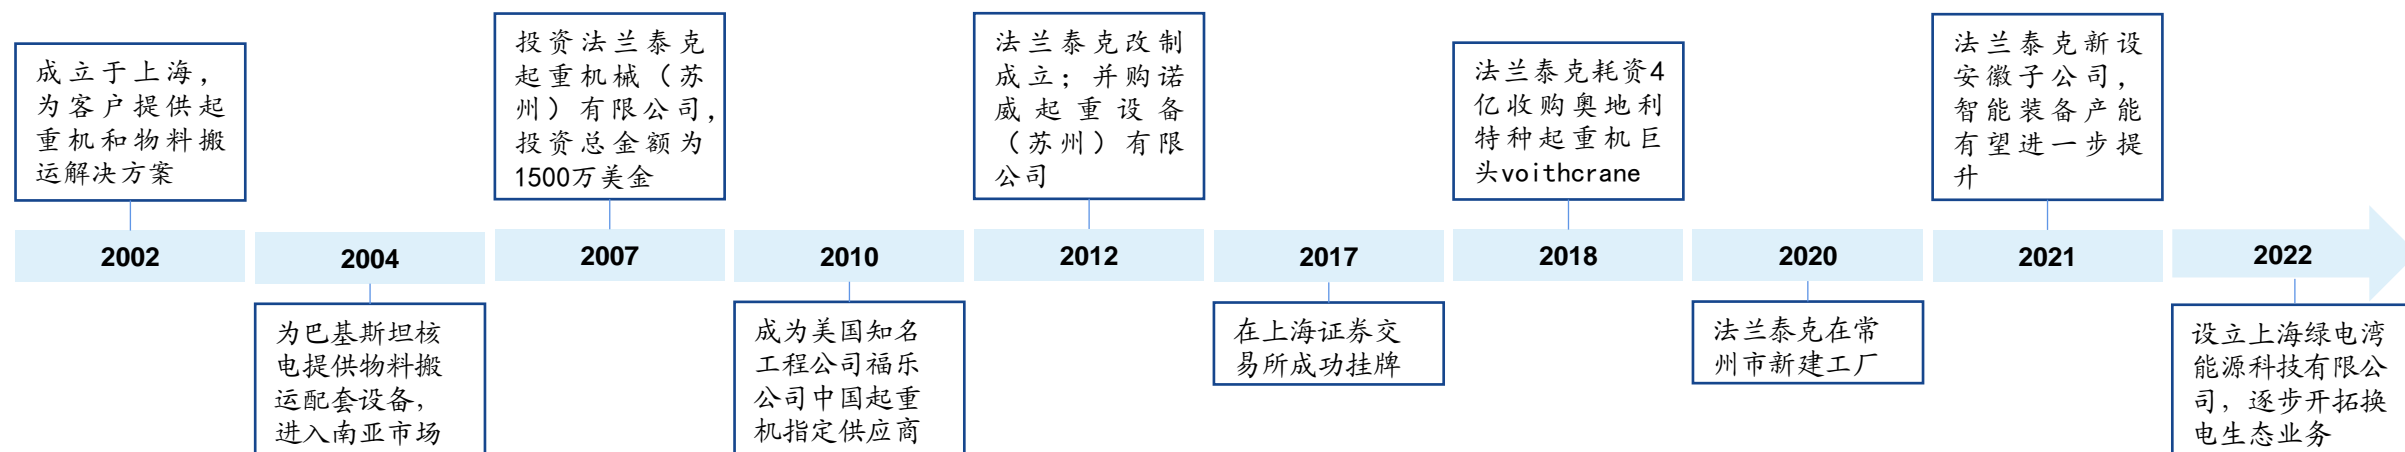 成立于上海，
为客户提供起
重机和物料搬
运解决方案
投资法兰泰克
起重机械（苏
州）有限公司，
投资总金额为
1500万美金
法兰泰克改制
成立；并购诺
威起重设备
（苏州）有限
公司
法兰泰克耗资4
亿收购奥地利
特种起重机巨
头voithcrane
法兰泰克新设
安徽子公司，
智能装备产能
有望进一步提
升
2002
2004
2007
2010
2012
2017
2018
2020
2021
2022
为巴基斯坦核
电提供物料搬
运配套设备，
进入南亚市场
成为美国知名
工程公司福乐
公司中国起重
机指定供应商
在上海证券交
易所成功挂牌
法兰泰克在常
州市新建工厂
设立上海绿电湾
能源科技有限公
司，逐步开拓换
电生态业务